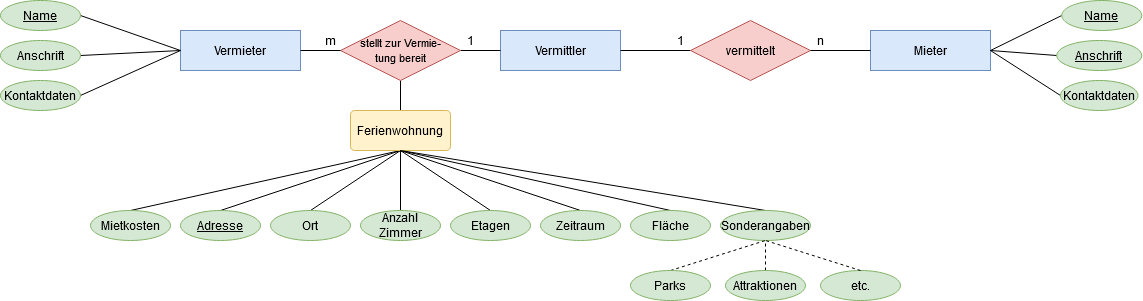 Name
Anschrift
Kontaktdaten
Vermieter
m
stellt zur Vermie-
tung bereit
1
Vermittler
1
vermittelt
n
Mieter
Name
Anschrift
Kontaktdaten
Ferienwohnung
Mietkosten
Adresse
Ort
Anzahl
Zimmer
Etagen
Zeitraum
Fläche
Sonderangaben
Parks
Attraktionen
etc.